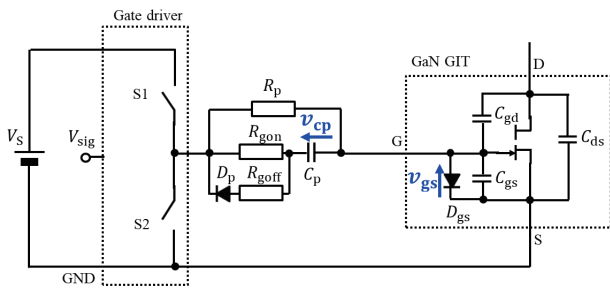 Gate driver
GaN GIT
D
S1
R_p
v_cp
C_gd
V_S
V_sig
R_gon
G
C_ds
D_p
R_goff
C_p
v_gs
C_gs
S2
D_gs
S
GND